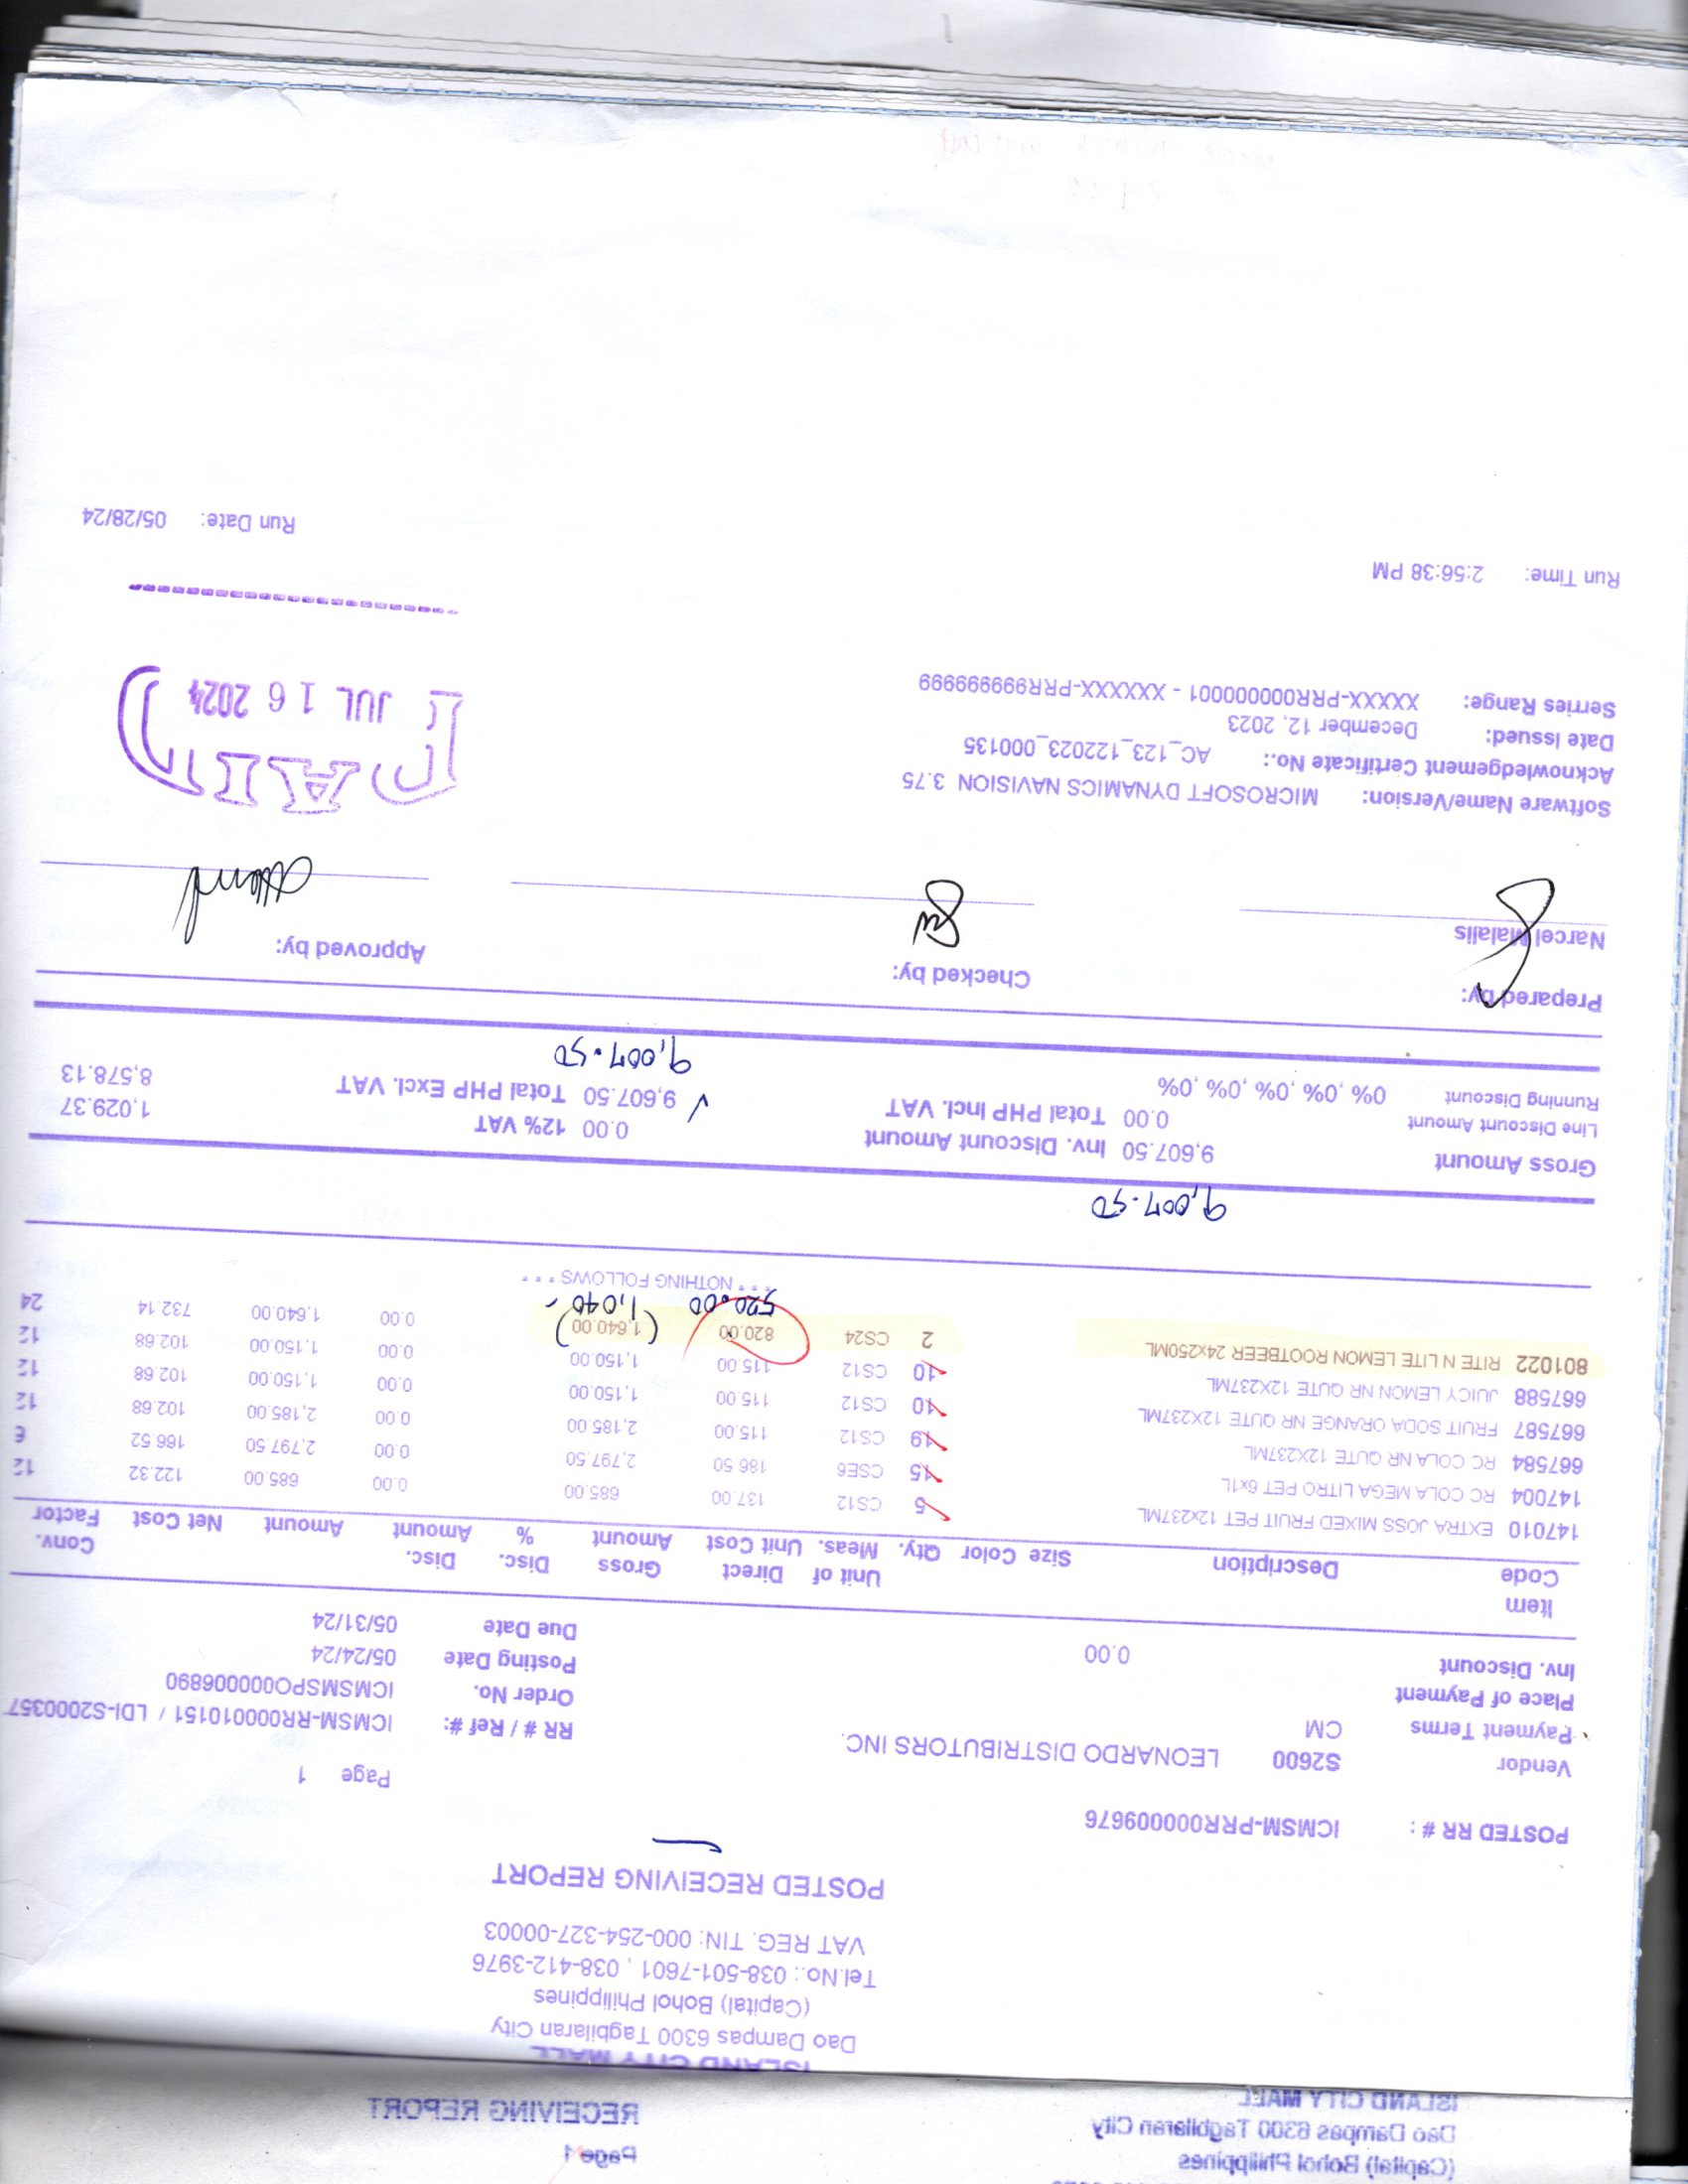 ISLAND CITY MALL
Dao Dampas 6300 Tagbilaran City
(Capital) Bohol Philippines
Tel.No.: 038-501-7601 , 038-412-3976
VAT REG. TIN: 000-254-327-00003
POSTED RECEIVING REPORT
POSTED RR # : ICMSM-PRR000009676
Page 1
Vendor S2600 LEONARDO DISTRIBUTORS INC. RR # / Ref #: ICMSM-RR000010151 / LDI-S2000357
Payment Terms CM Order No. ICMSMSPO000006890
Place of Payment Posting Date 05/24/24
Inv. Discount 0.00 Due Date 05/31/24
Item Code Description Size Color Qty. Unit of Meas. Direct Unit Cost Gross Amount Disc. % Disc. Amount Amount Net Cost Conv. Factor
147010 EXTRA JOSS MIXED FRUIT PET 12x237ML 5 CS12 137.00 685.00 0.00 685.00 122.32 12
147004 RC COLA MEGA LITRO PET 6x1L 15 CSE6 186.50 2,797.50 0.00 2,797.50 166.52 6
667584 RC COLA NR QUTE 12X237ML 19 CS12 115.00 2,185.00 0.00 2,185.00 102.68 12
667587 FRUIT SODA ORANGE NR QUTE 12X237ML 10 CS12 115.00 1,150.00 0.00 1,150.00 102.68 12
667588 JUICY LEMON NR QUTE 12X237ML 10 CS12 115.00 1,150.00 0.00 1,150.00 102.68 12
801022 RITE N LITE LEMON ROOTBEER 24x250ML 2 CS24 820.00 (1,640.00) 0.00 1,640.00 732.14 24
520.00 1,040-
* * * NOTHING FOLLOWS * * *
9,007.50
Gross Amount 9,607.50 Inv. Discount Amount 0.00 12% VAT 1,029.37
Line Discount Amount 0.00 Total PHP Incl. VAT 9,607.50 Total PHP Excl. VAT 8,578.13
Running Discount 0% ,0% ,0% ,0% ,0%
9,007.50
Prepared by: Checked by: Approved by:
Narcel Malalis
Software Name/Version: MICROSOFT DYNAMICS NAVISION 3.75
Acknowledgement Certificate No.: AC_123_122022_000135
Date Issued: December 12, 2023
Serries Range: XXXXX-PRR000000001 - XXXXXX-PRR999999999
PAID
JUL 16 2024
Run Time: 2:56:38 PM
Run Date: 05/28/24
ISLAND CITY MALL
Dao Dampas 6300 Tagbilaran City
(Capital) Bohol Philippines
RECEIVING REPORT
Page 1